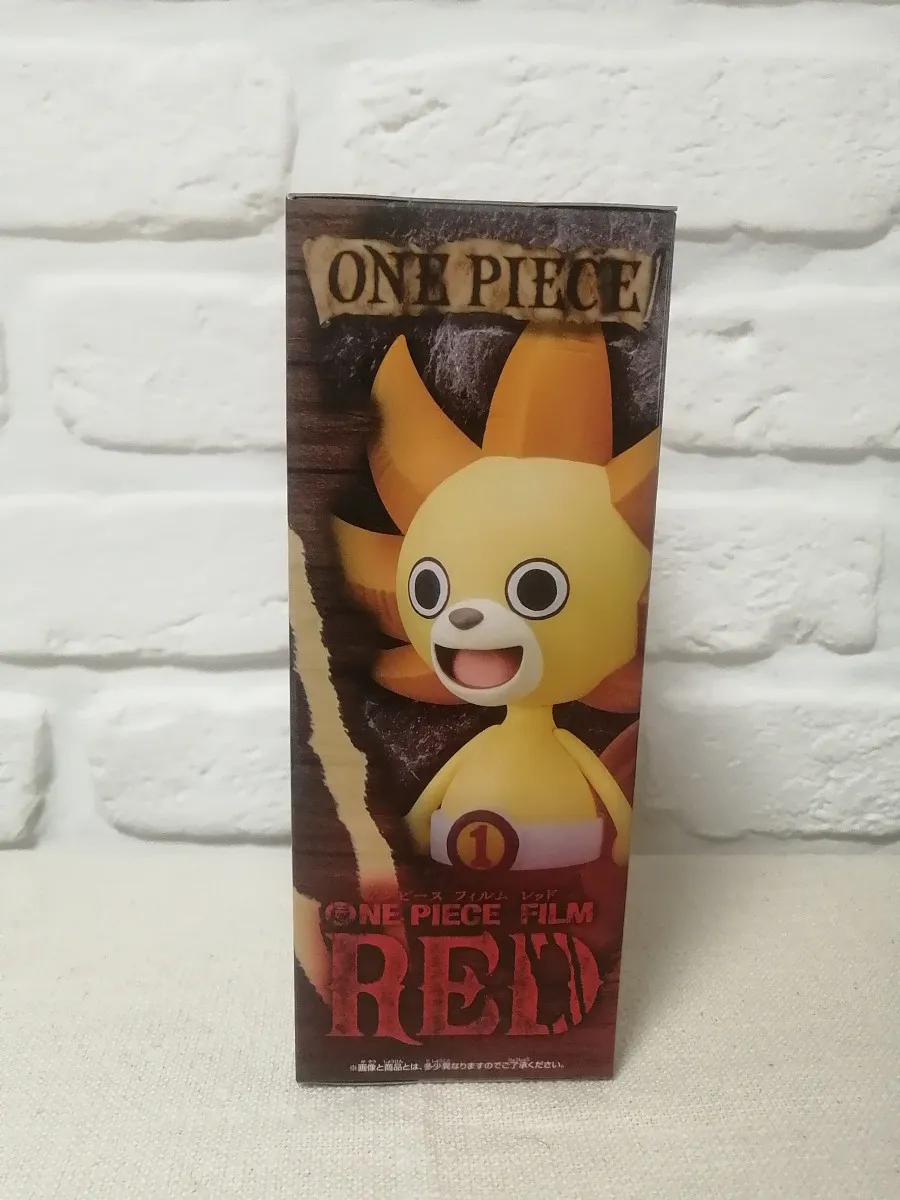 ONE PIECE
1
ワンピース フィルム レッド
ONE PIECE FILM
RED
※画像と商品とは、多少異なりますのでご了承ください。